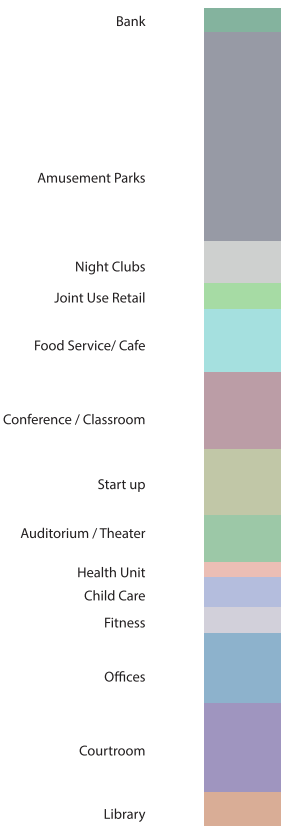 Bank
Amusement Parks
Night Clubs
Joint Use Retail
Food Service/ Cafe
Conference / Classroom
Start up
Auditorium / Theater
Health Unit
Child Care
Fitness
Offices
Courtroom
Library